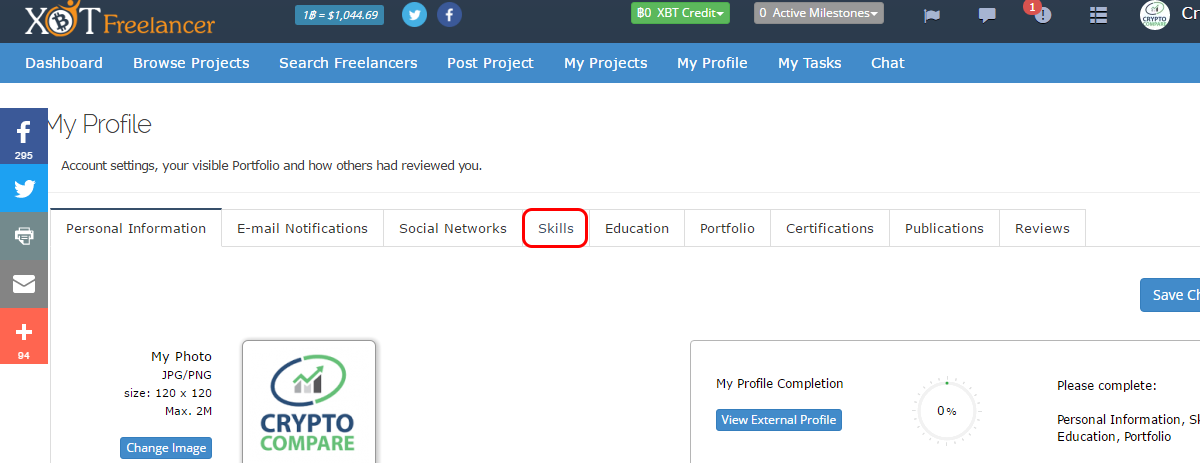 XBT Freelancer
1฿ = $1,044.69
฿0 XBT Credit
0 Active Milestones
1
CRYPTO COMPARE
Cr
Dashboard Browse Projects Search Freelancers Post Project My Projects My Profile My Tasks Chat
My Profile
295
Account settings, your visible Portfolio and how others had reviewed you.
Personal Information E-mail Notifications Social Networks Skills Education Portfolio Certifications Publications Reviews
Save Ch
94
My Photo
JPG/PNG
size: 120 x 120
Max. 2M
Change Image
CRYPTO
COMPARE
My Profile Completion
View External Profile
0%
Please complete:
Personal Information, Sk
Education, Portfolio